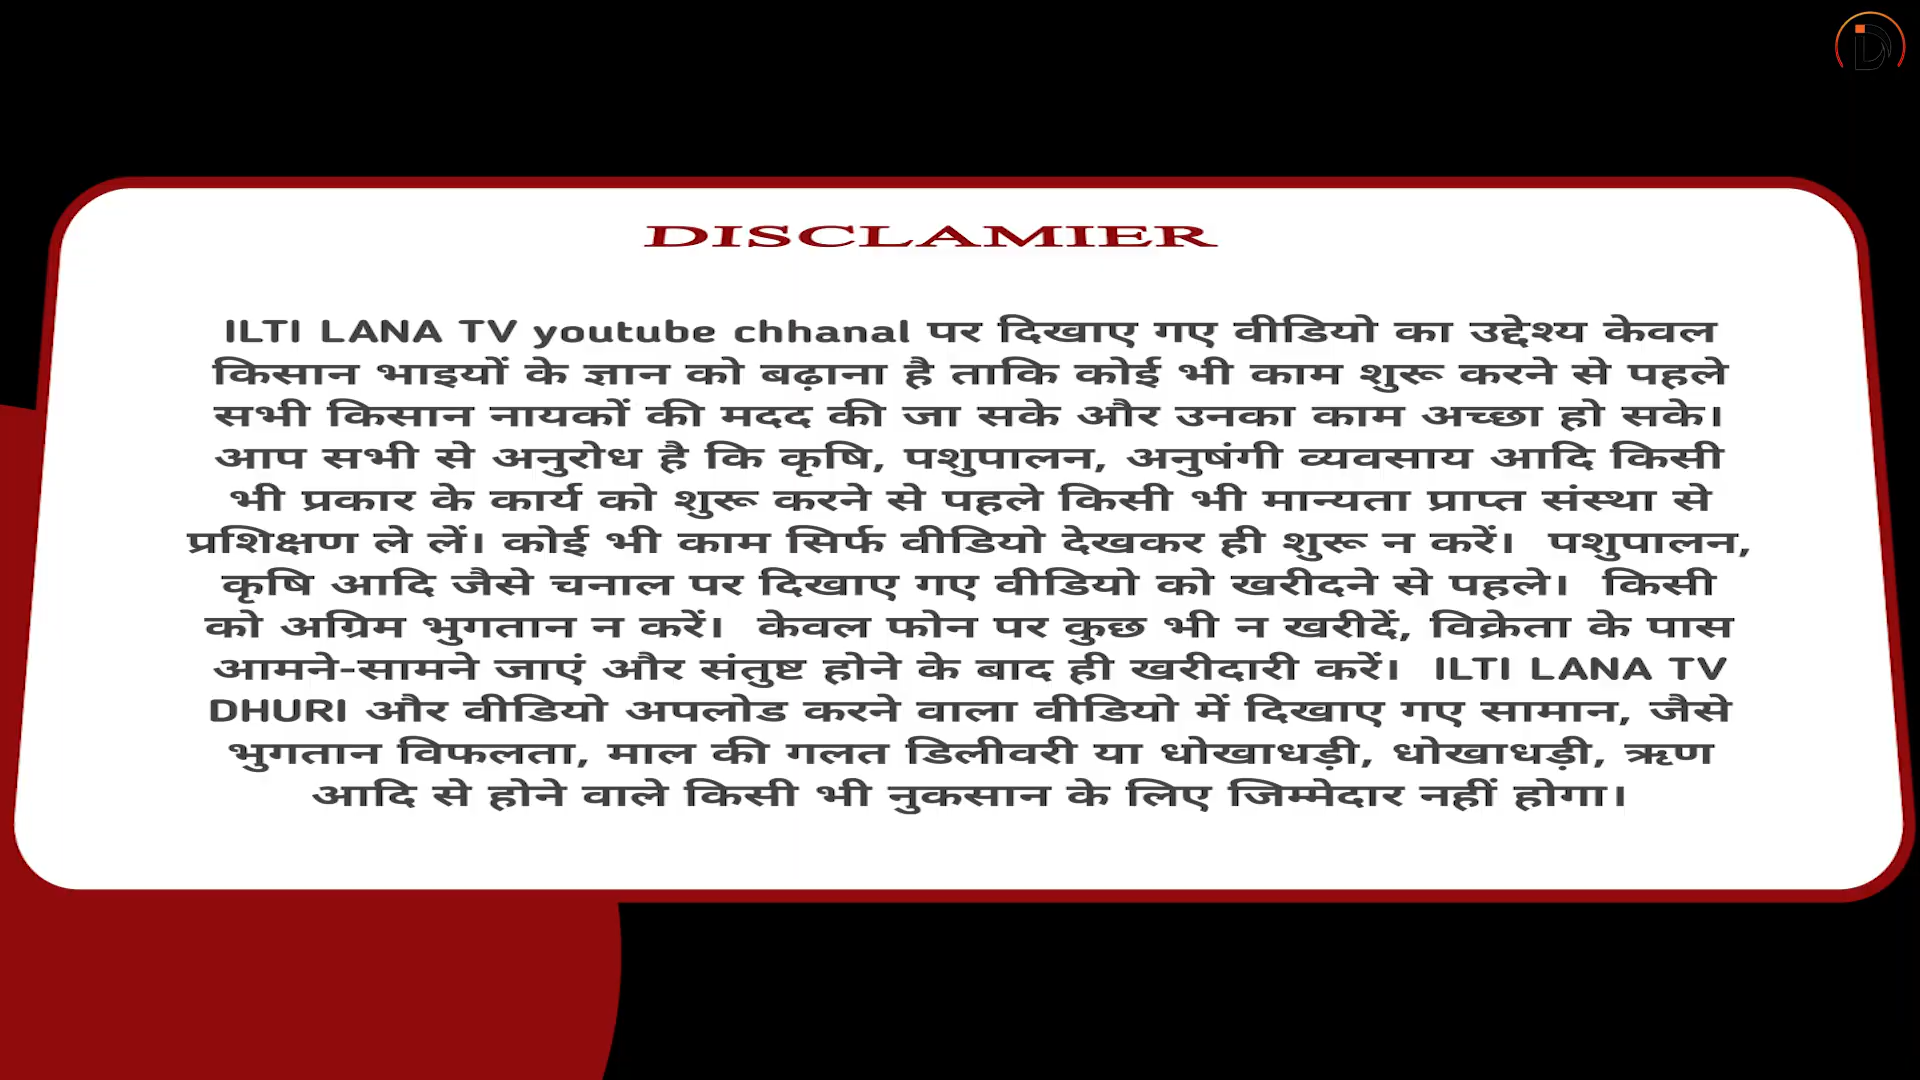 DISCLAMIER
ILTI LANA TV youtube chhanal पर दिखाए गए वीडियो का उद्देश्य केवल
किसान भाइयों के ज्ञान को बढ़ाना है ताकि कोई भी काम शुरू करने से पहले
सभी किसान नायकों की मदद की जा सके और उनका काम अच्छा हो सके।
आप सभी से अनुरोध है कि कृषि, पशुपालन, अनुषंगी व्यवसाय आदि किसी
भी प्रकार के कार्य को शुरू करने से पहले किसी भी मान्यता प्राप्त संस्था से
प्रशिक्षण ले लें। कोई भी काम सिर्फ वीडियो देखकर ही शुरू न करें।  पशुपालन,
कृषि आदि जैसे चनाल पर दिखाए गए वीडियो को खरीदने से पहले।  किसी
को अग्रिम भुगतान न करें।  केवल फोन पर कुछ भी न खरीदें, विक्रेता के पास
आमने-सामने जाएं और संतुष्ट होने के बाद ही खरीदारी करें।  ILTI LANA TV
DHURI और वीडियो अपलोड करने वाला वीडियो में दिखाए गए सामान, जैसे
भुगतान विफलता, माल की गलत डिलीवरी या धोखाधड़ी, धोखाधड़ी, ऋण
आदि से होने वाले किसी भी नुकसान के लिए जिम्मेदार नहीं होगा।